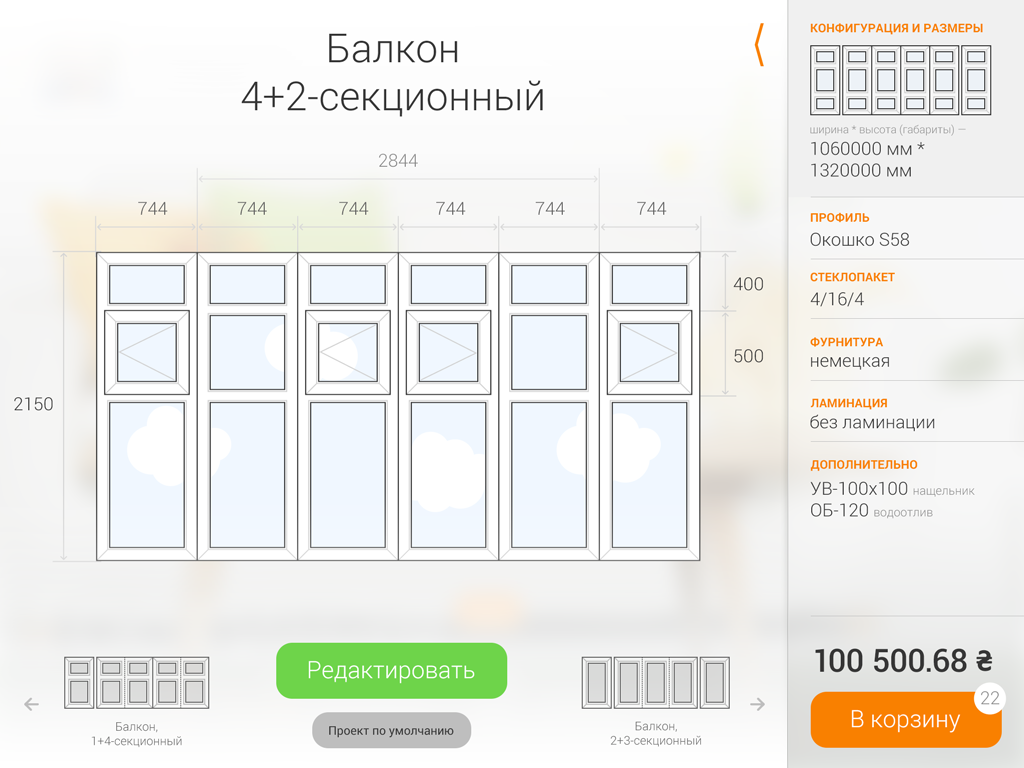 Балкон
4+2-секционный
2844
744
744
744
744
744
744
400
500
2150
Редактировать
Проект по умолчанию
Балкон,
1+4-секционный
Балкон,
2+3-секционный
КОНФИГУРАЦИЯ И РАЗМЕРЫ
ширина * высота (габариты) —
1060000 мм *
1320000 мм
ПРОФИЛЬ
Окошко S58
СТЕКЛОПАКЕТ
4/16/4
ФУРНИТУРА
немецкая
ЛАМИНАЦИЯ
без ламинации
ДОПОЛНИТЕЛЬНО
УВ-100х100 нащельник
ОБ-120 водоотлив
100 500.68 ₴
22
В корзину